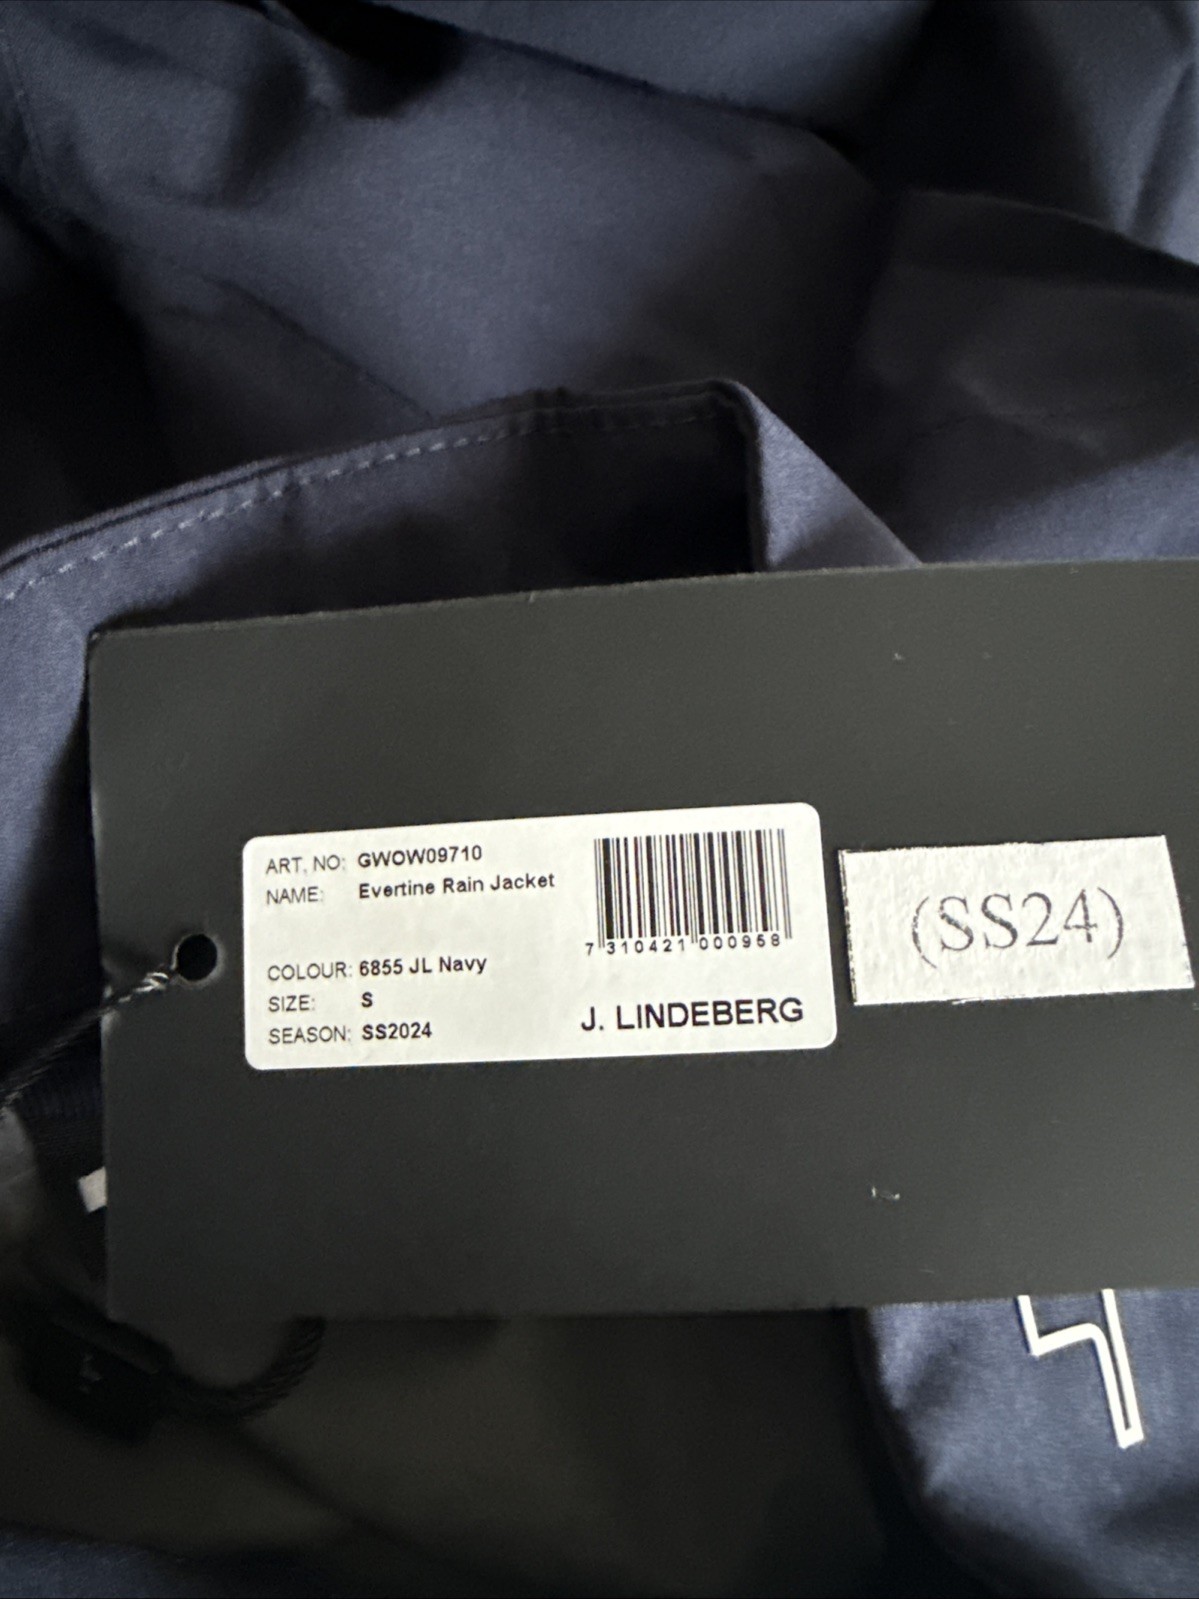 ART. NO: GWOW09710
NAME: Evertine Rain Jacket
COLOUR: 6855 JL Navy
SIZE: S
SEASON: SS2024
7 310421 000958
J. LINDEBERG
(SS24)